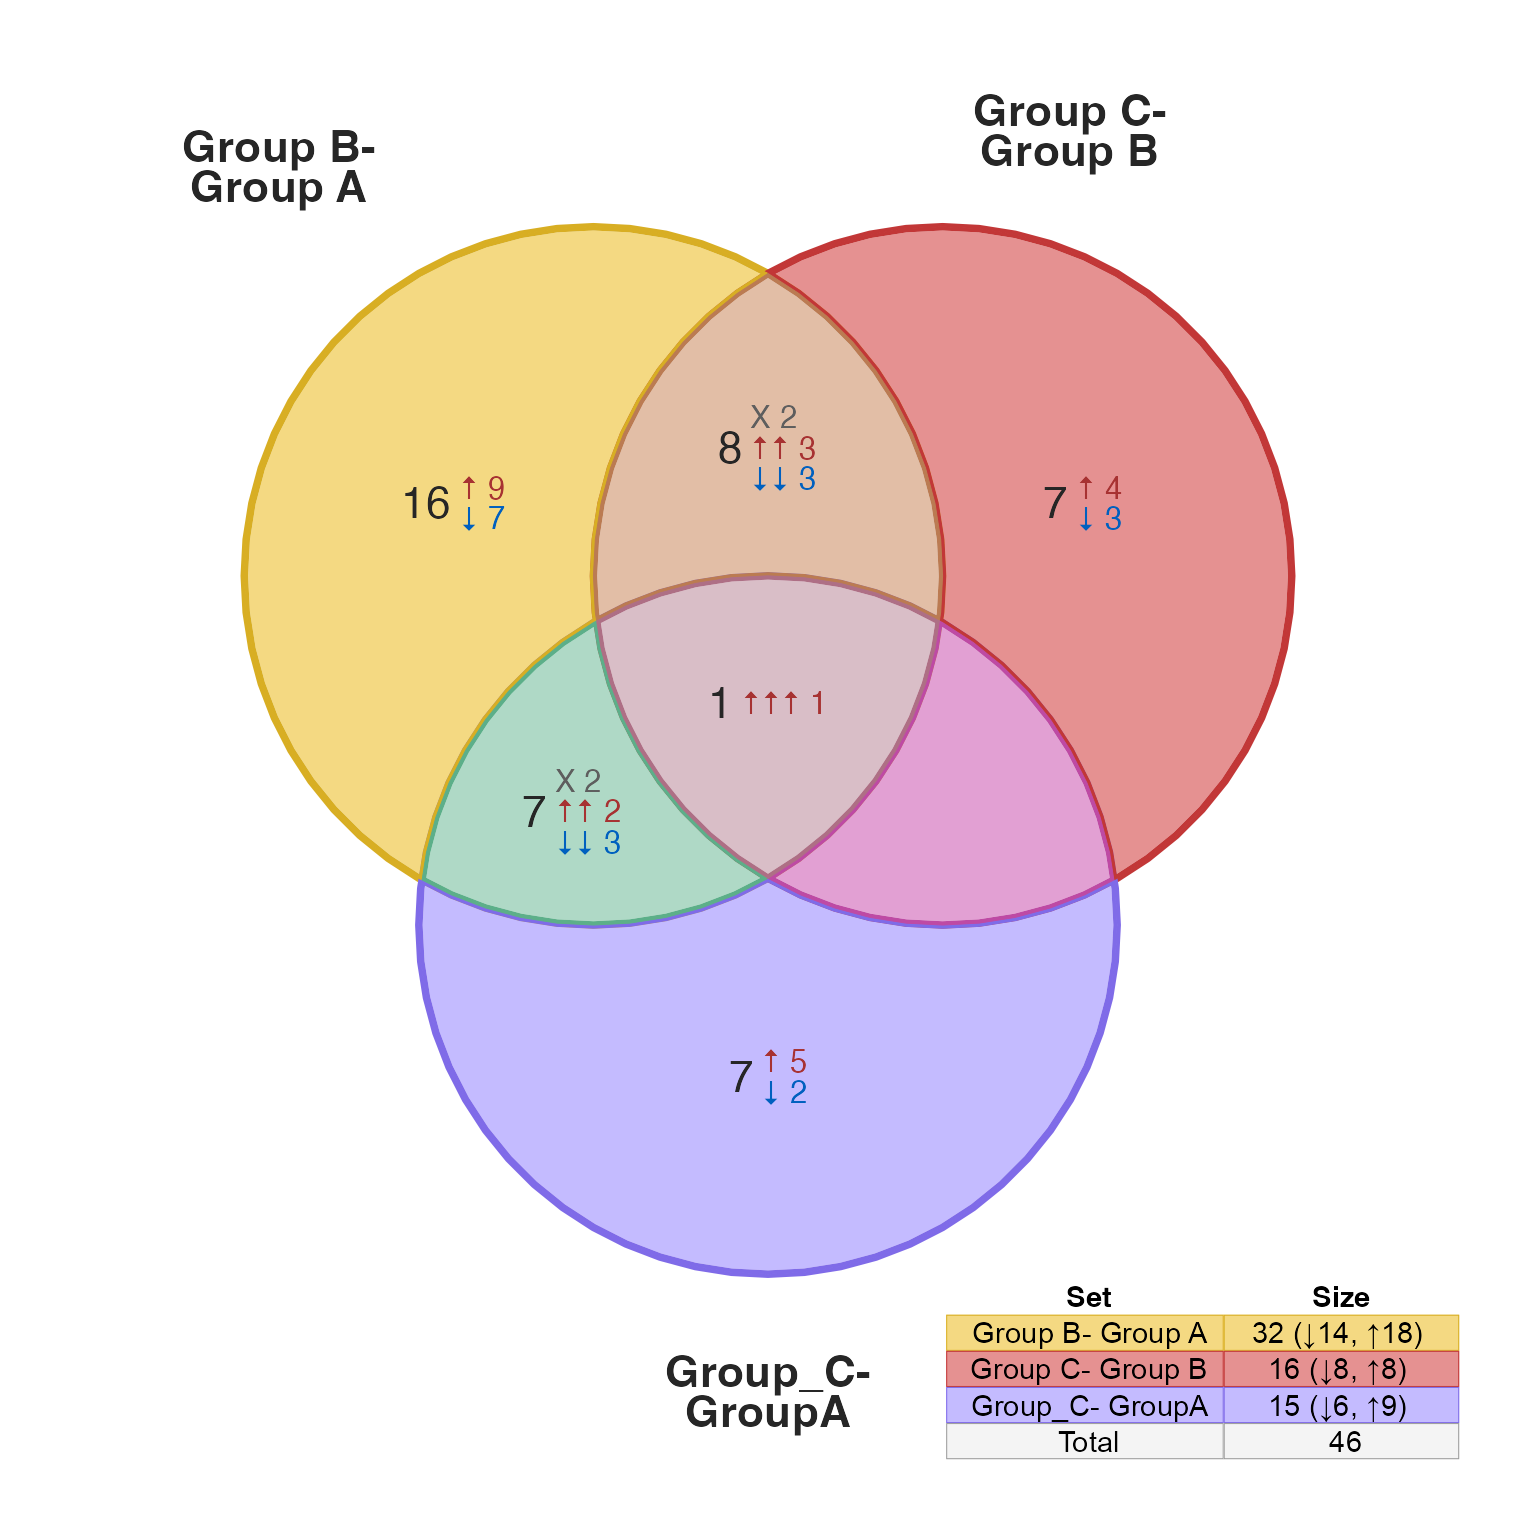 Group B-
Group A
Group C-
Group B
X 2
8 ↑↑ 3
↓↓ 3
16 ↑ 9
↓ 7
7 ↑ 4
↓ 3
1 ↑↑↑ 1
X 2
7 ↑↑ 2
↓↓ 3
7 ↑ 5
↓ 2
Group_C-
GroupA
Set Size
Group B- Group A 32 (↓14, ↑18)
Group C- Group B 16 (↓8, ↑8)
Group_C- GroupA 15 (↓6, ↑9)
Total 46